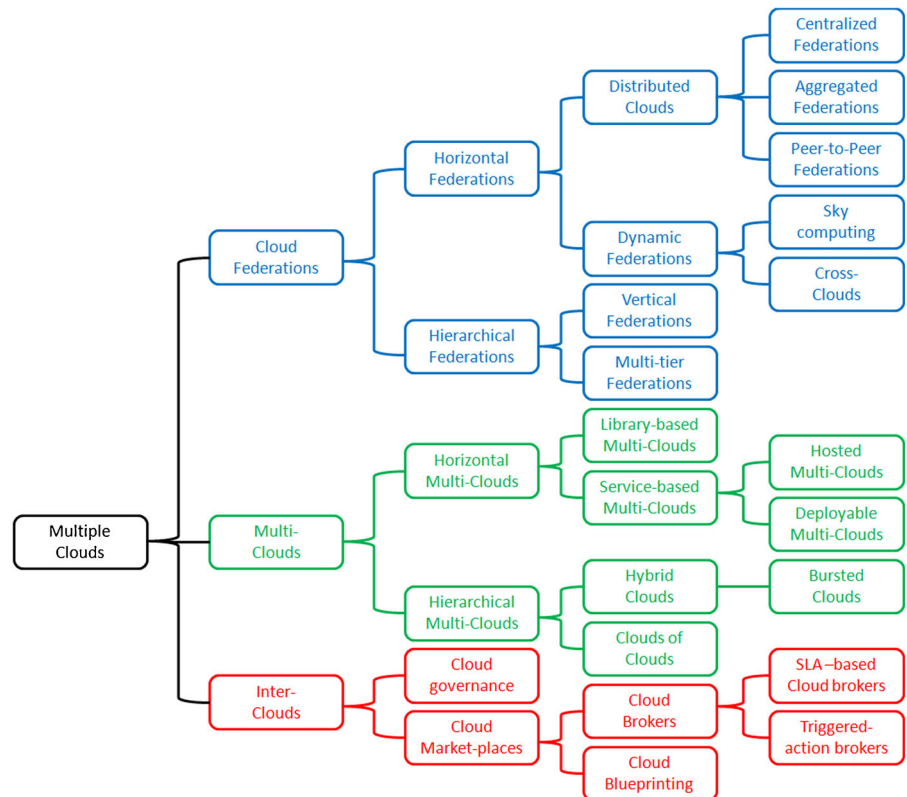 Centralized
Federations
Distributed
Clouds
Aggregated
Federations
Horizontal
Federations
Peer-to-Peer
Federations
Cloud
Federations
Dynamic
Federations
Sky
computing
Cross-
Clouds
Hierarchical
Federations
Vertical
Federations
Multi-tier
Federations
Multiple
Clouds
Multi-
Clouds
Horizontal
Multi-Clouds
Library-based
Multi-Clouds
Service-based
Multi-Clouds
Hosted
Multi-Clouds
Deployable
Multi-Clouds
Hierarchical
Multi-Clouds
Hybrid
Clouds
Bursted
Clouds
Clouds of
Clouds
Inter-
Clouds
Cloud
governance
Cloud
Market-places
Cloud
Brokers
SLA–based
Cloud brokers
Triggered-
action brokers
Cloud
Blueprinting